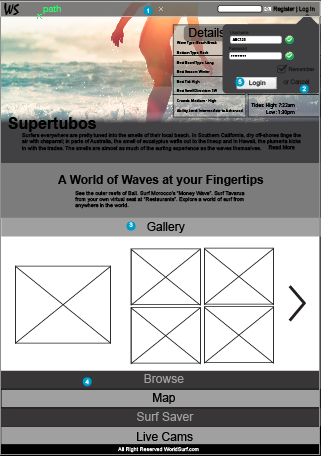 WS
path
1
×
Register | Log In
Details
Wave Type: Beach Break
Bottom Type: Rock
Best Board Type: Long
Best Season: Winter
Best Tide: High
Best Swell Direction: SW
Crowds: Medium - High
Ability Level: Intermediate to Advanced
Username
ABC123
Password
Remember
5
Login
or Cancel
2
Tides: High: 7:22am
Low: 1:30pm
Supertubos
Surfers everywhere are pretty tuned into the smells of their local beach. In Southern California, dry off-shores tinge the
air with chaparral; in parts of Australia, the smell of eucalyptus wafts out to the lineup and in Hawaii, the plumeria kicks
in with the trades. The smells are almost as much of the surfing experience as the waves themselves. Read More
A World of Waves at your Fingertips
See the outer reefs of Bali. Surf Morocco's "Money Wave". Surf Tavarua
from your own virtual seat at "Restaurants". Explore a world of surf from
anywhere in the world.
3
Gallery
4
Browse
Map
Surf Saver
Live Cams
All Right Reserved WorldSurf.com